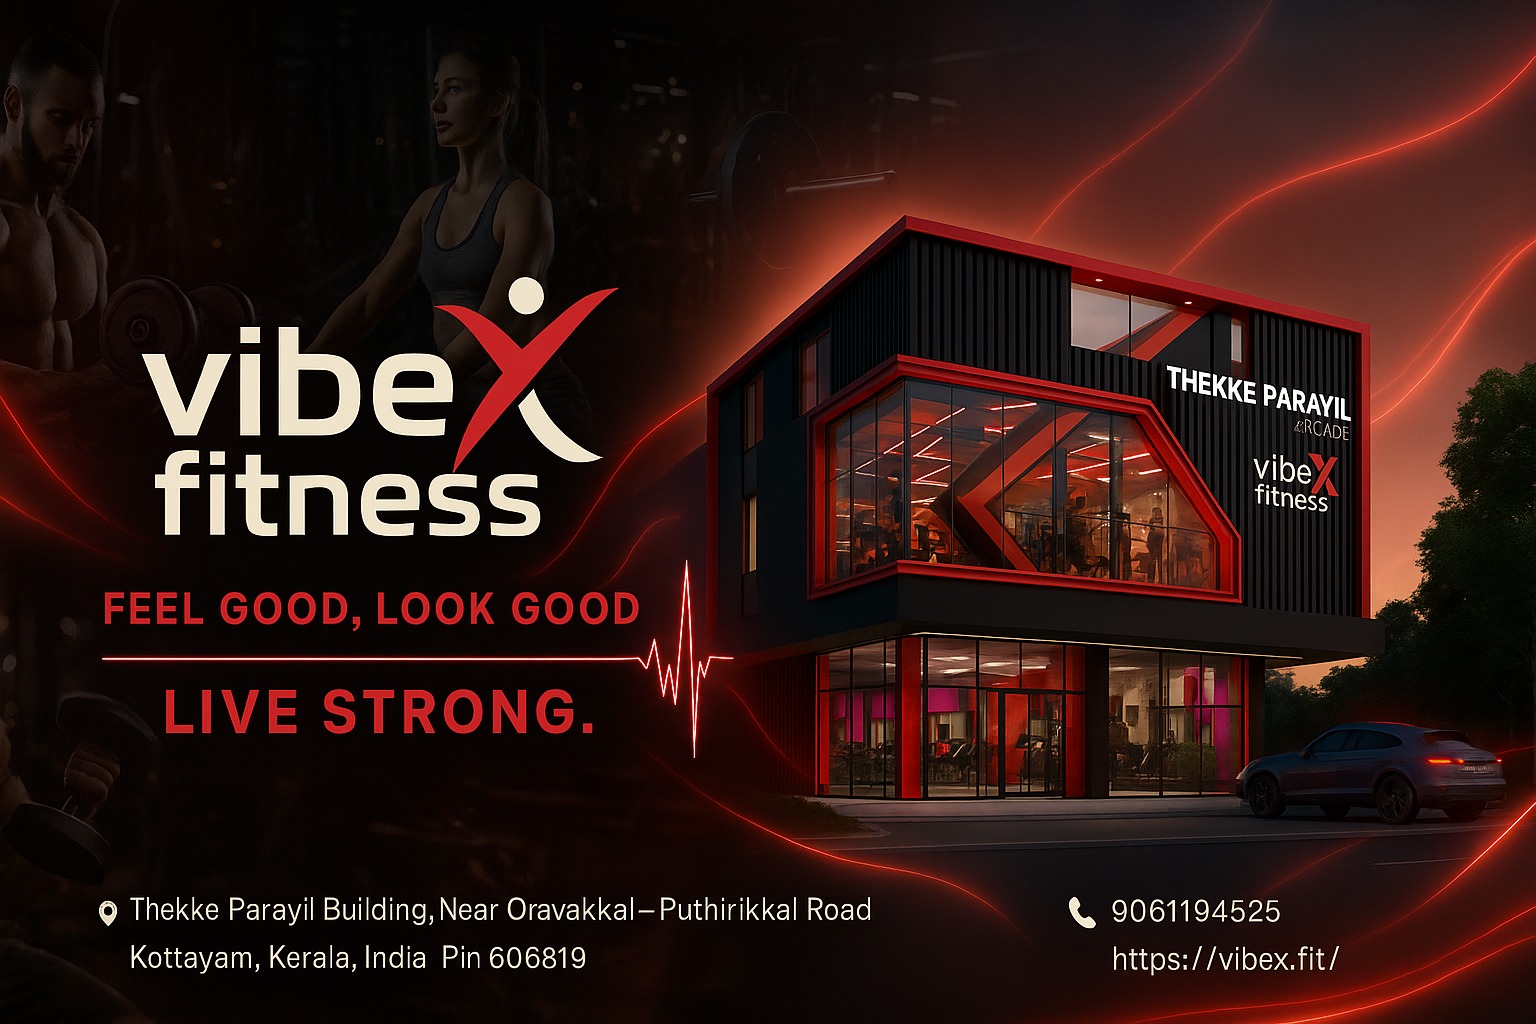 vibeX
fitness
FEEL GOOD, LOOK GOOD
LIVE STRONG.
THEKKE PARAYIL
ARCADE
vibeX
fitness
Thekke Parayil Building, Near Oravakkal–Puthirikkal Road
Kottayam, Kerala, India Pin 606819
9061194525
https://vibex.fit/